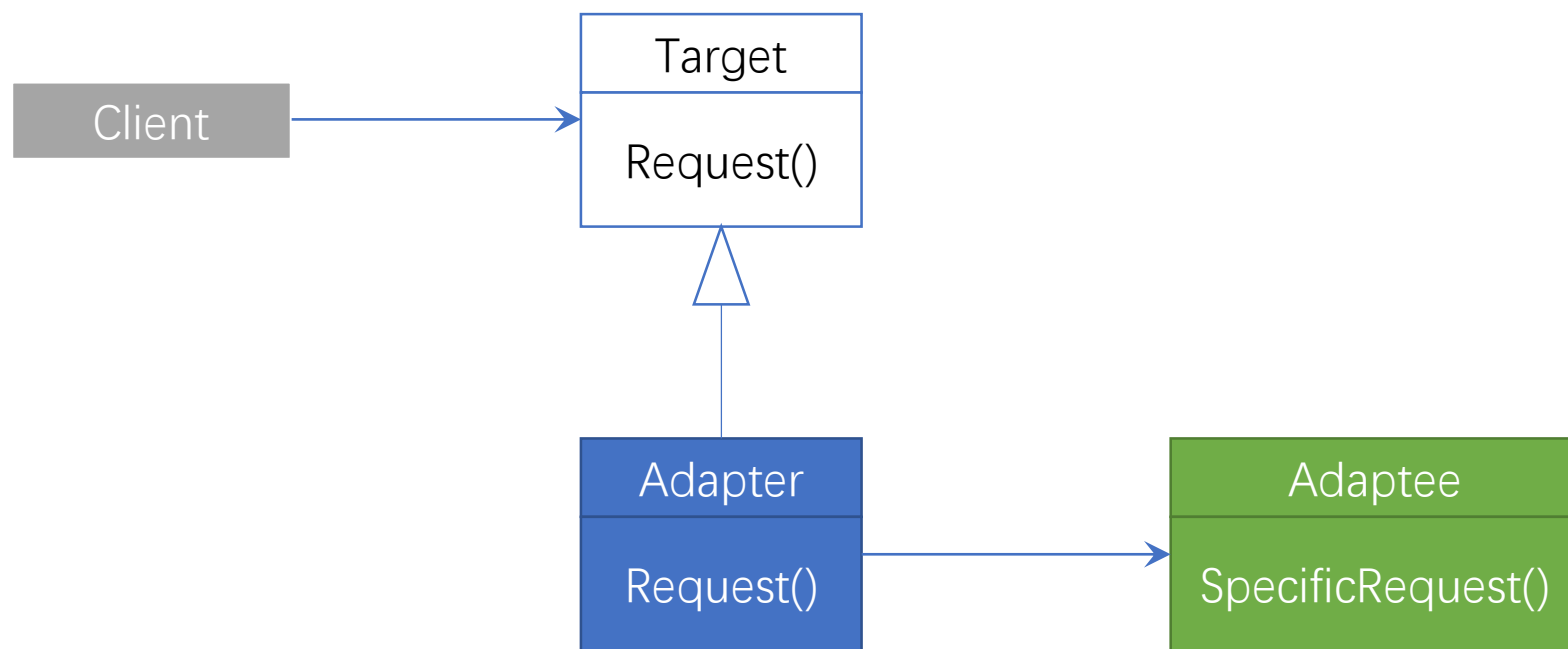 Target
Client
Request()
Adapter
Adaptee
Request()
SpecificRequest()